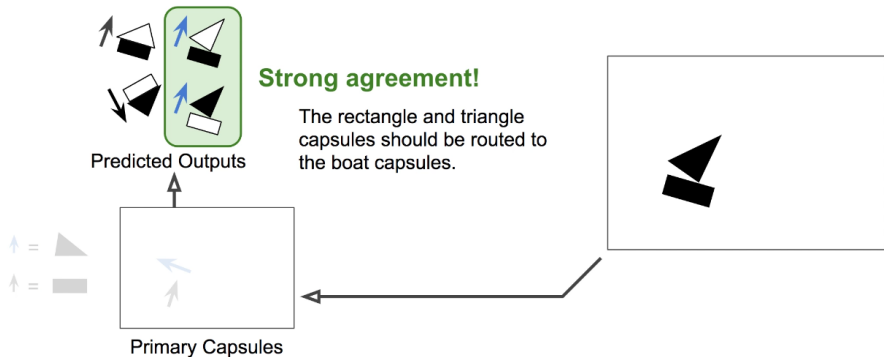 Strong agreement!
The rectangle and triangle
capsules should be routed to
the boat capsules.
Predicted Outputs
=
=
Primary Capsules